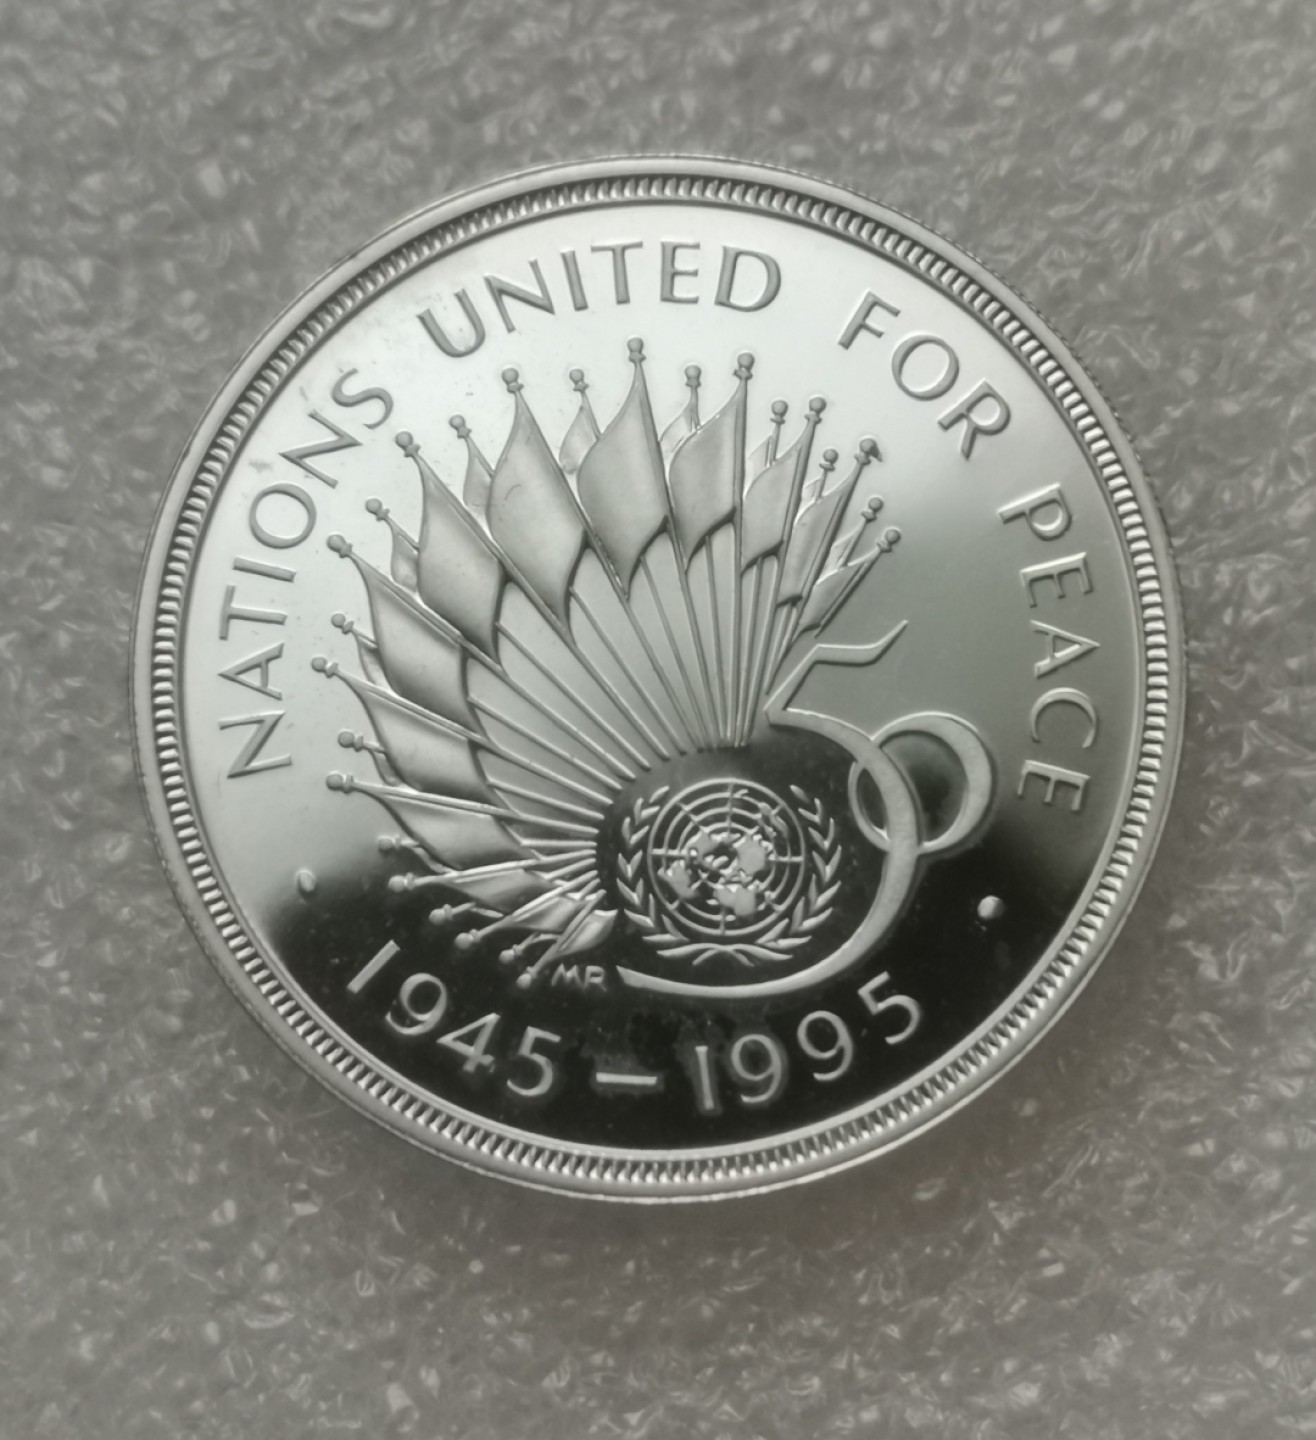 NATIONS UNITED FOR PEACE
50
MR
1945–1995